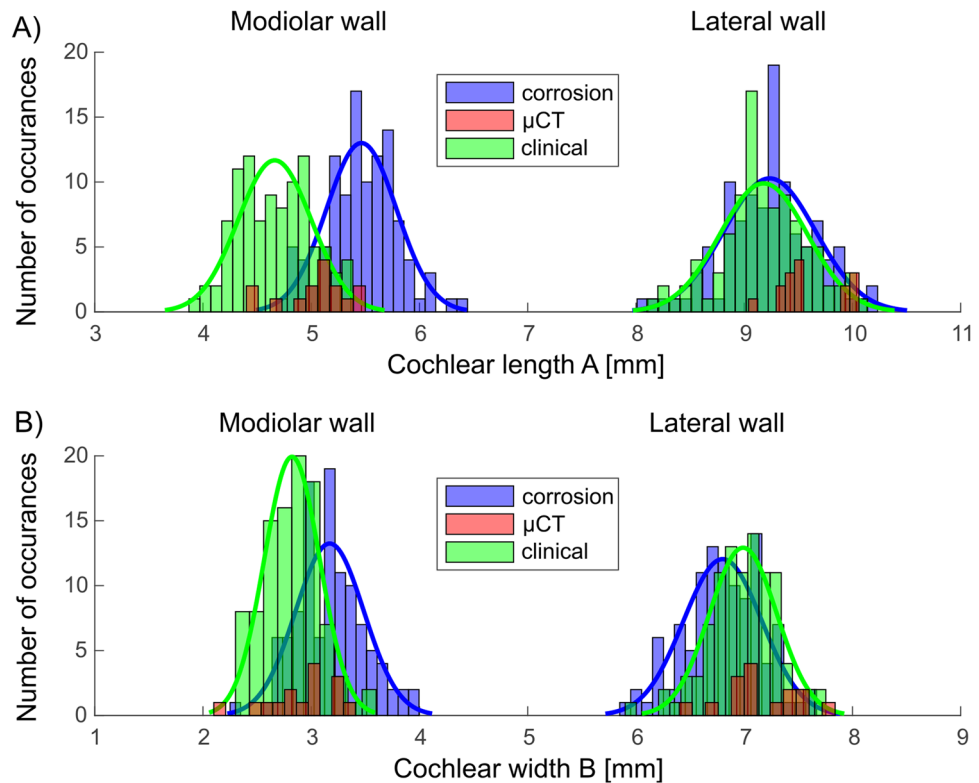 A)
Modiolar wall
Lateral wall
Number of occurances
20
15
10
5
0
corrosion
µCT
clinical
3 4 5 6 7 8 9 10 11
Cochlear length A [mm]
B)
Modiolar wall
Lateral wall
Number of occurances
20
15
10
5
0
corrosion
µCT
clinical
1 2 3 4 5 6 7 8 9
Cochlear width B [mm]